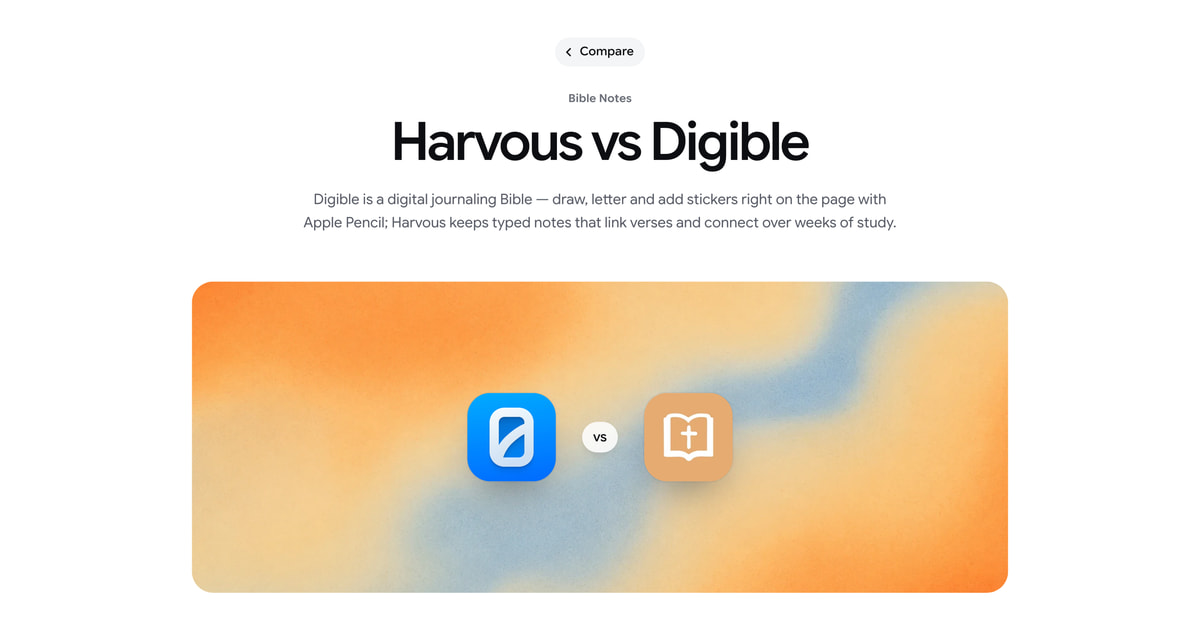 Compare
Bible Notes
Harvous vs Digible
Digible is a digital journaling Bible — draw, letter and add stickers right on the page with
Apple Pencil; Harvous keeps typed notes that link verses and connect over weeks of study.
vs